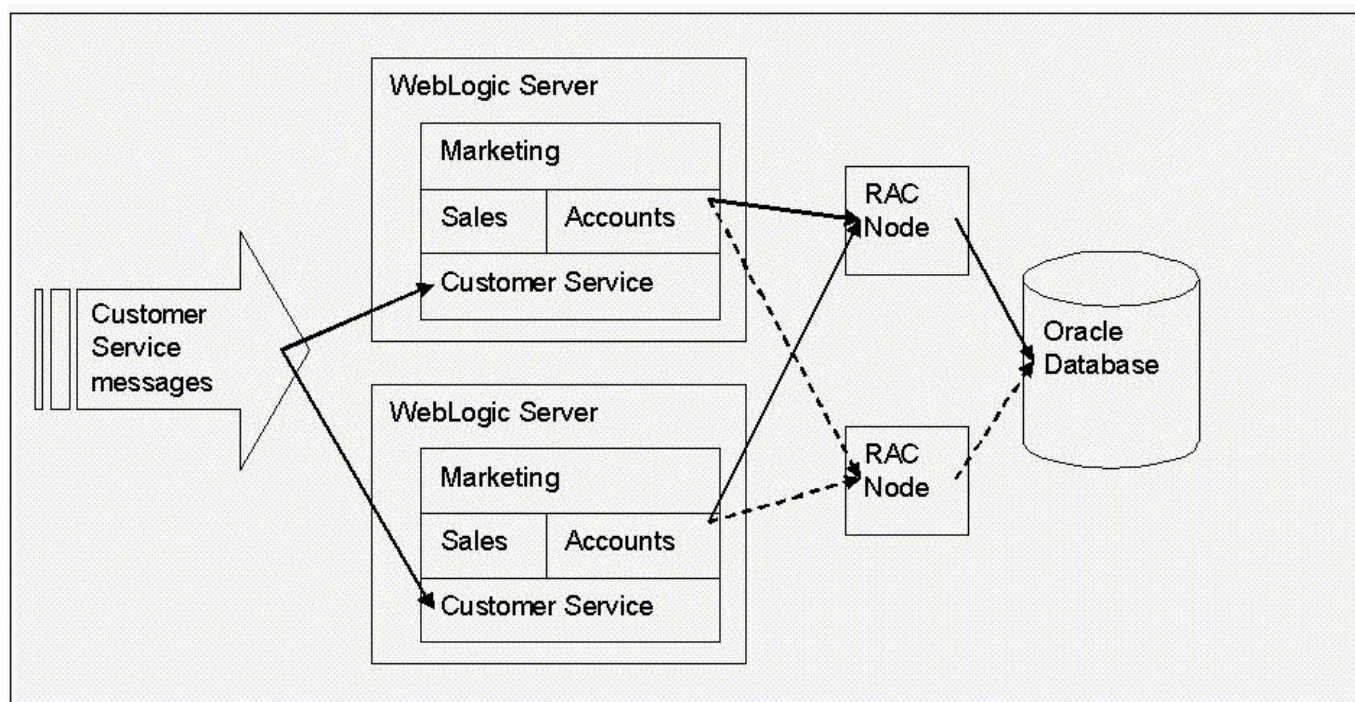 WebLogic Server
Marketing
Sales
Accounts
Customer Service
Customer
Service
messages
WebLogic Server
Marketing
Sales
Accounts
Customer Service
RAC
Node
RAC
Node
Oracle
Database